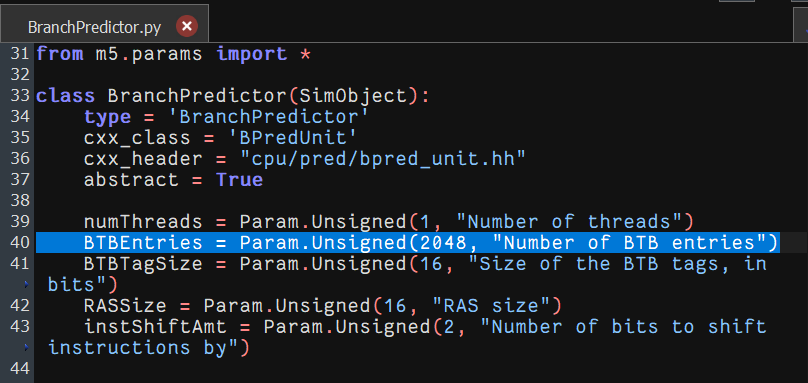 BranchPredictor.py
31 from m5.params import *
32
33 class BranchPredictor(SimObject):
34     type = 'BranchPredictor'
35     cxx_class = 'BPredUnit'
36     cxx_header = "cpu/pred/bpred_unit.hh"
37     abstract = True
38
39     numThreads = Param.Unsigned(1, "Number of threads")
40     BTBEntries = Param.Unsigned(2048, "Number of BTB entries")
41     BTBTagSize = Param.Unsigned(16, "Size of the BTB tags, in
bits")
42     RASSize = Param.Unsigned(16, "RAS size")
43     instShiftAmt = Param.Unsigned(2, "Number of bits to shift
instructions by")
44